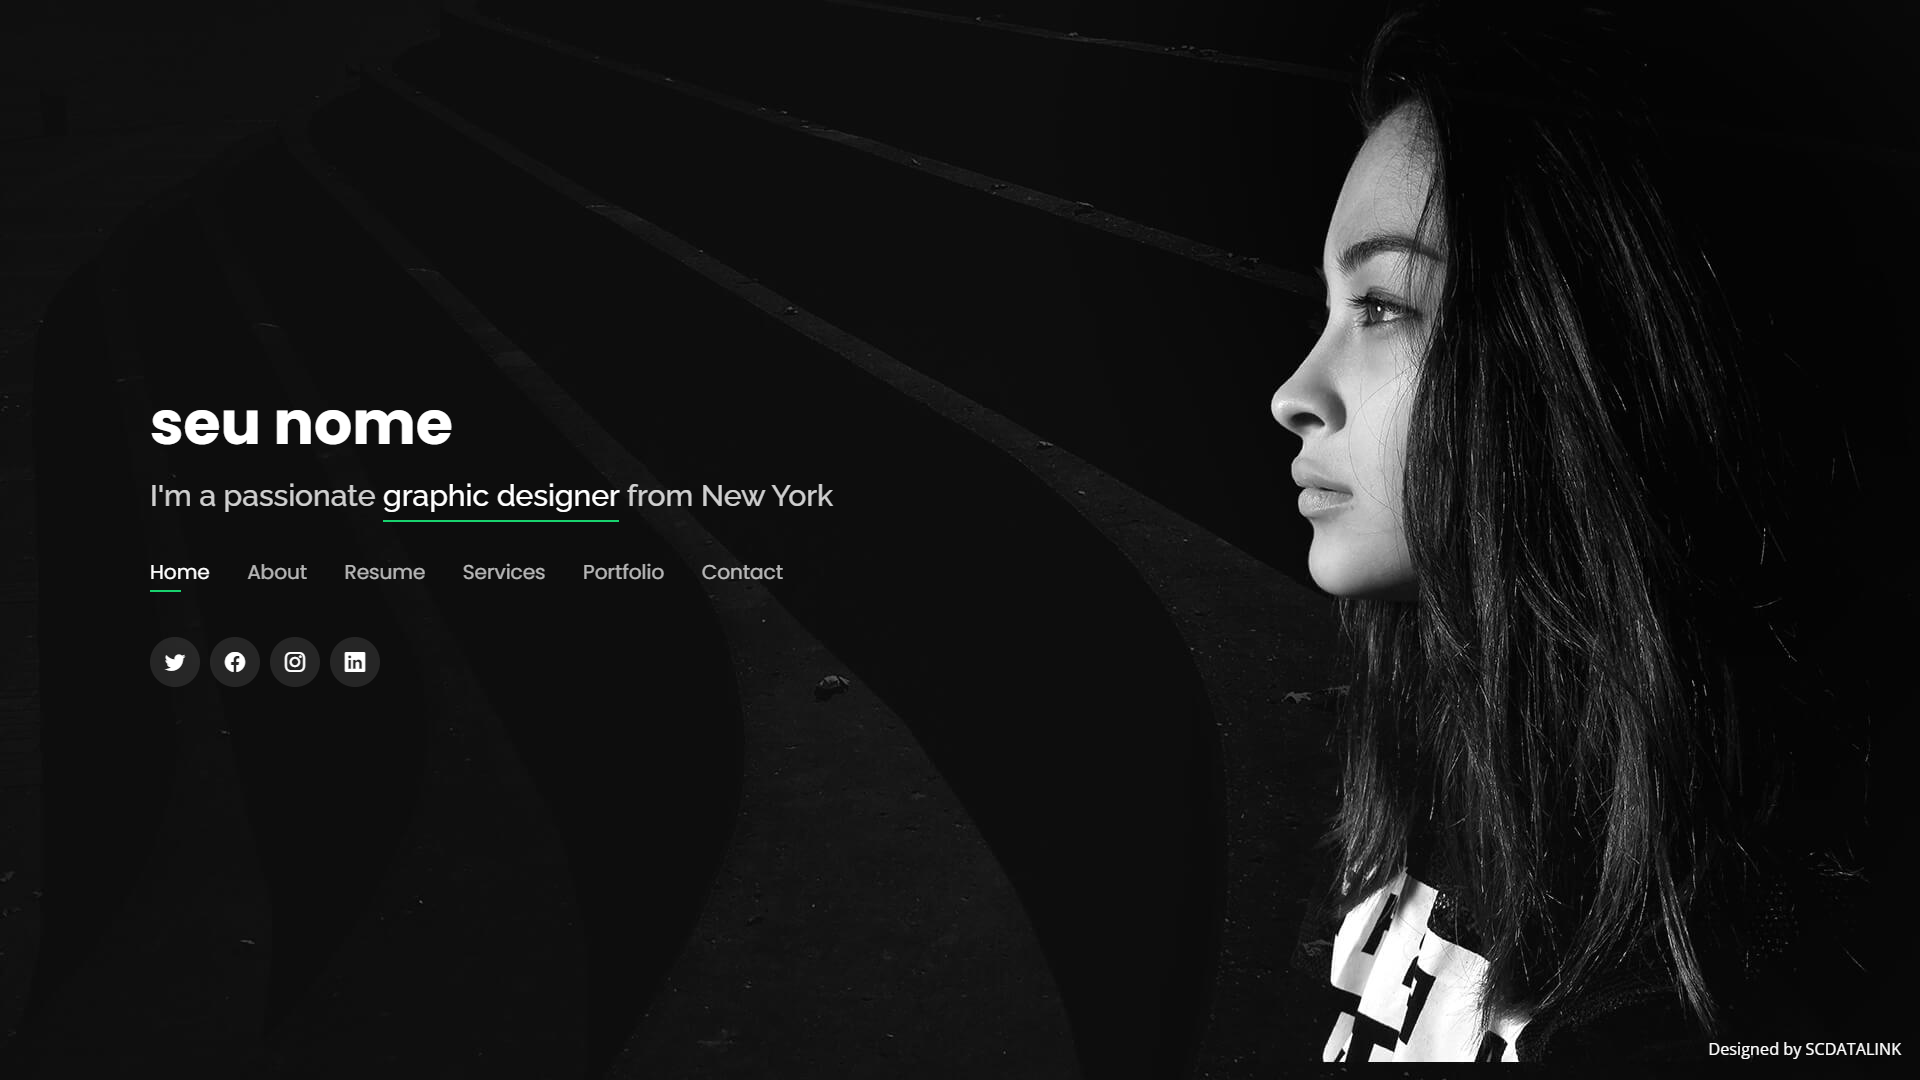 seu nome
I'm a passionate graphic designer from New York
Home About Resume Services Portfolio Contact
Designed by SCDATALINK